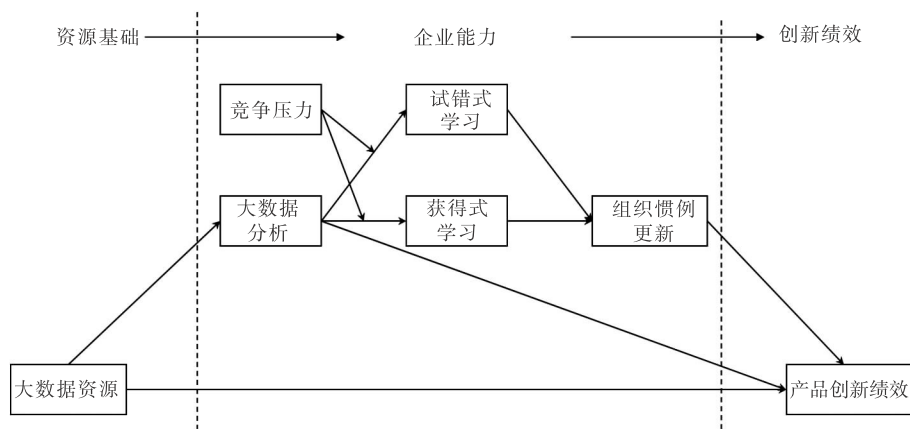 资源基础
企业能力
创新绩效
竞争压力
试错式
学习
大数据
分析
获得式
学习
组织惯例
更新
大数据资源
产品创新绩效